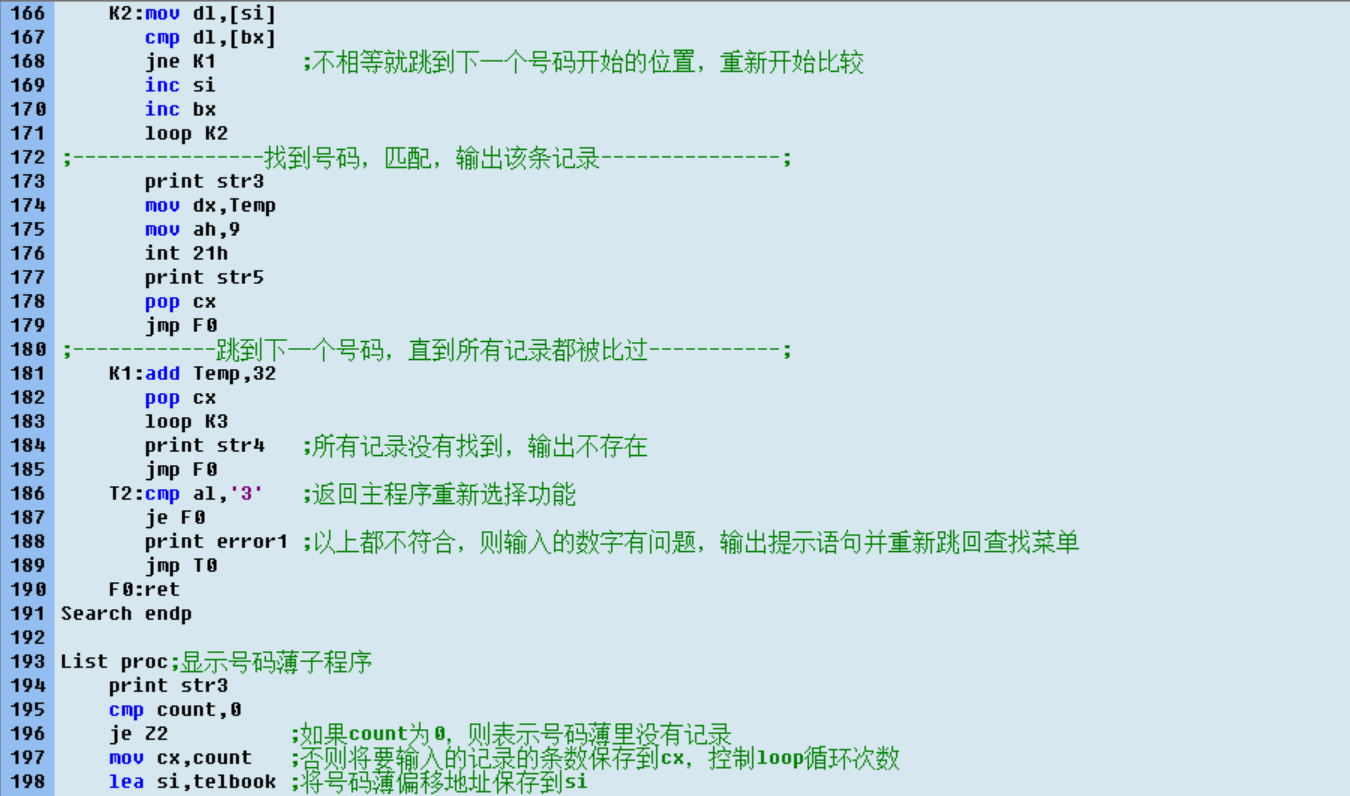 166 K2:mov dl,[si]
167 cmp dl,[bx]
168 jne K1 ;不相等就跳到下一个号码开始的位置，重新开始比较
169 inc si
170 inc bx
171 loop K2
172 ;----------------找到号码，匹配，输出该条记录---------------;
173 print str3
174 mov dx,Temp
175 mov ah,9
176 int 21h
177 print str5
178 pop cx
179 jmp F0
180 ;------------跳到下一个号码，直到所有记录都被比过-----------;
181 K1:add Temp,32
182 pop cx
183 loop K3
184 print str4 ;所有记录没有找到，输出不存在
185 jmp F0
186 T2:cmp al,'3' ;返回主程序重新选择功能
187 je F0
188 print error1 ;以上都不符合，则输入的数字有问题，输出提示语句并重新跳回查找菜单
189 jmp T0
190 F0:ret
191 Search endp
192
193 List proc;显示号码薄子程序
194 print str3
195 cmp count,0
196 je Z2 ;如果count为0，则表示号码薄里没有记录
197 mov cx,count ;否则将要输入的记录的条数保存到cx，控制loop循环次数
198 lea si,telbook ;将号码薄偏移地址保存到si